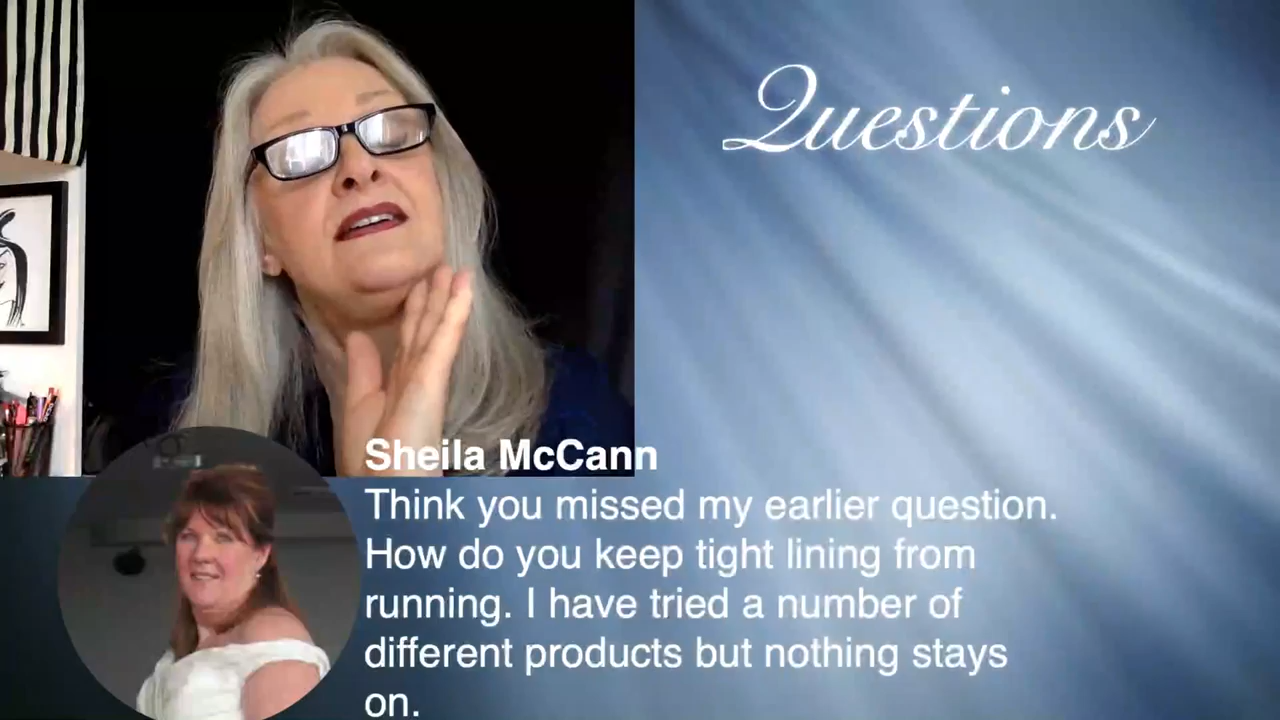 Questions
Sheila McCann
Think you missed my earlier question.
How do you keep tight lining from
running. I have tried a number of
different products but nothing stays
on.